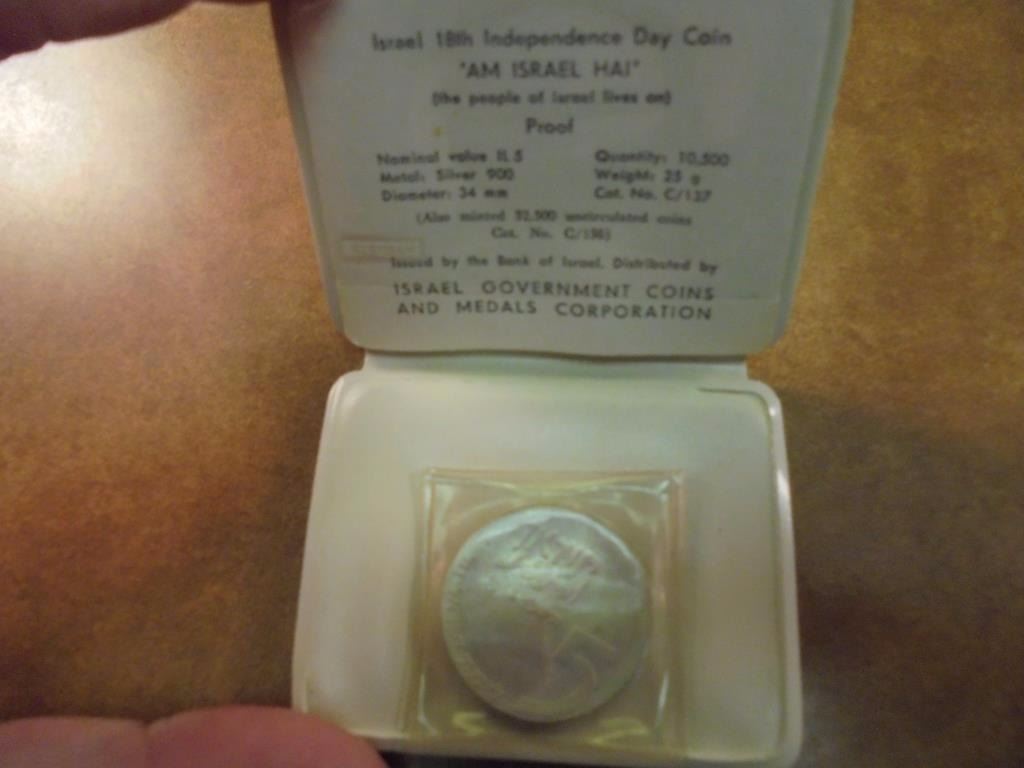 Israel 18th Independence Day Coin
"AM ISRAEL HAI"
(the people of Israel lives on)
Proof
Nominal value IL 5 Quantity: 10,500
Metal: Silver 900 Weight: 25 g
Diameter: 34 mm Cat. No. C/137
(Also minted 32,500 uncirculated coins
Cat. No. C/136)
Issued by the Bank of Israel. Distributed by
ISRAEL GOVERNMENT COINS
AND MEDALS CORPORATION
5